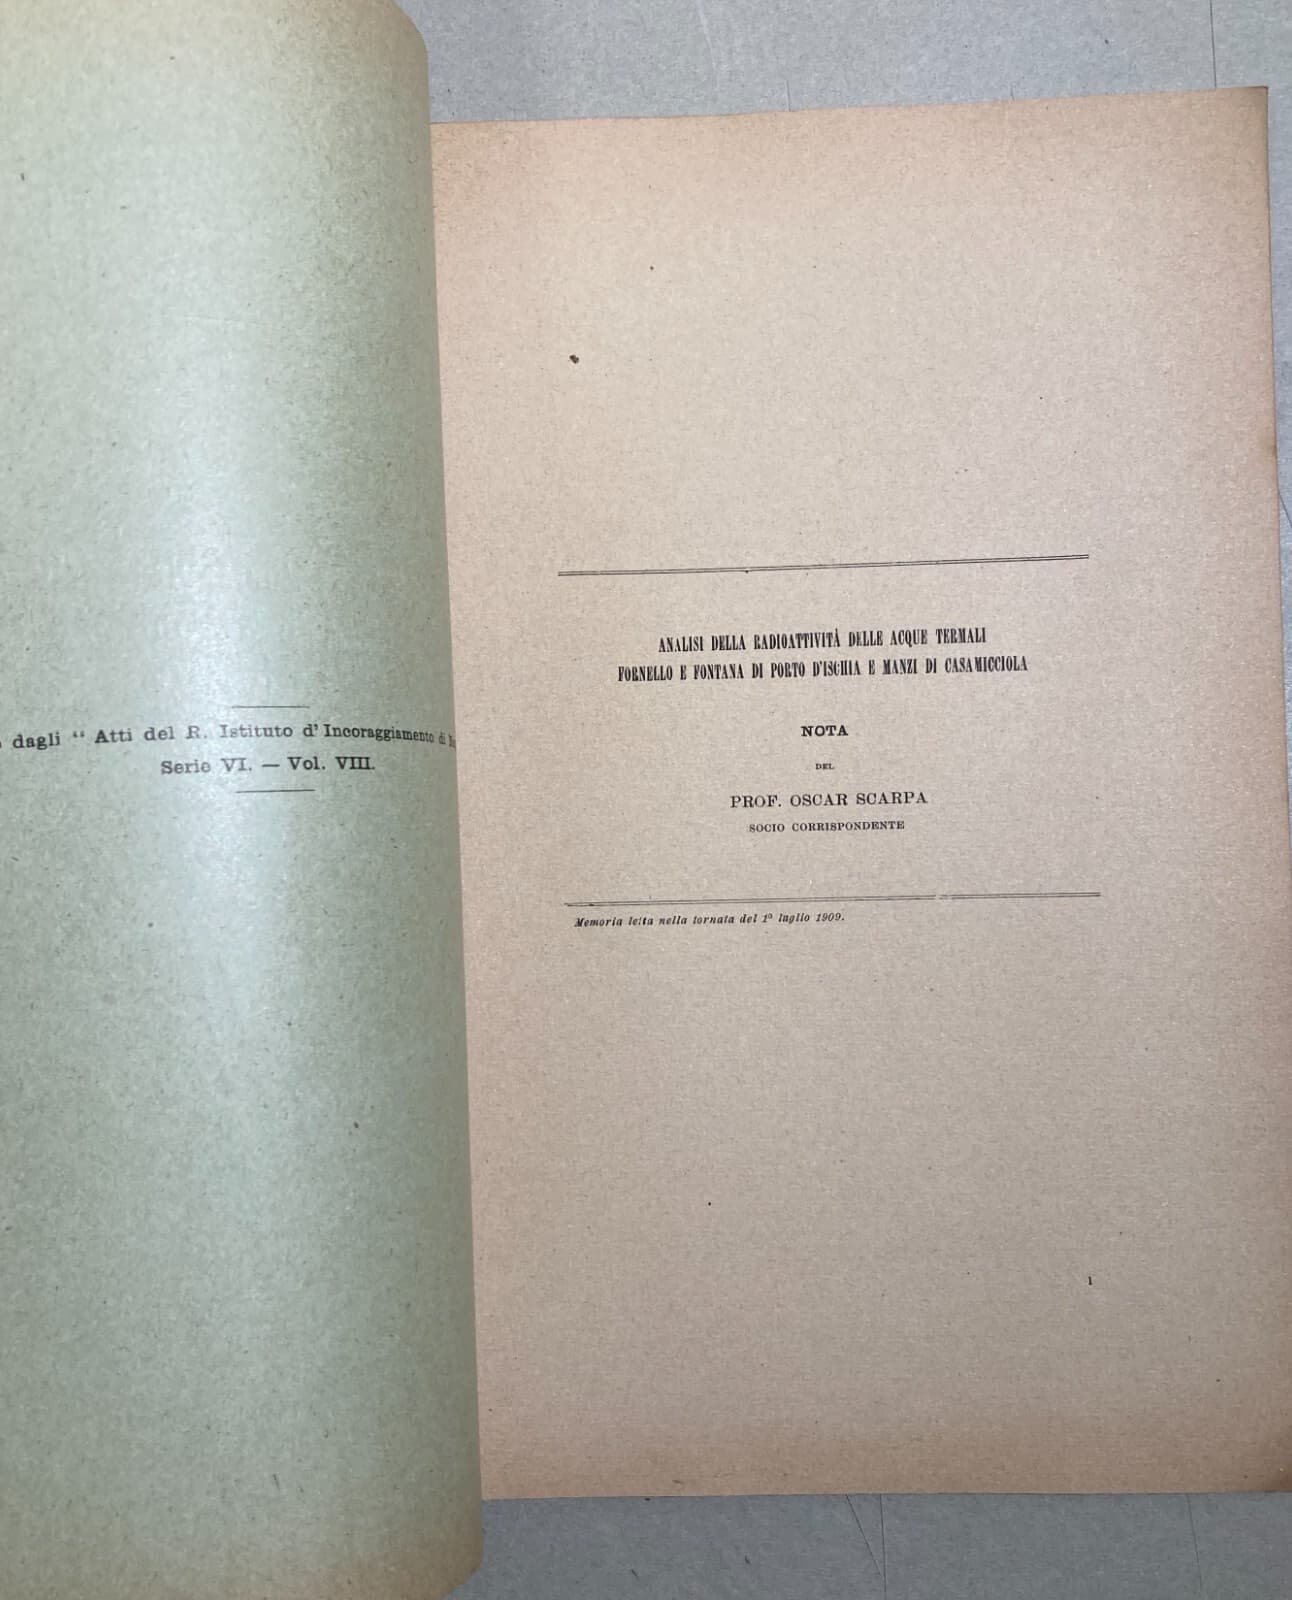 dagli “ Atti del R. Istituto d' Incoraggiamento di
Serie VI. — Vol. VIII.
ANALISI DELLA RADIOATTIVITÀ DELLE ACQUE TERMALI
FORNELLO E FONTANA DI PORTO D'ISCHIA E MANZI DI CASAMICCIOLA
NOTA
DEL
PROF. OSCAR SCARPA
SOCIO CORRISPONDENTE
Memoria letta nella tornata del 1º luglio 1909.
1